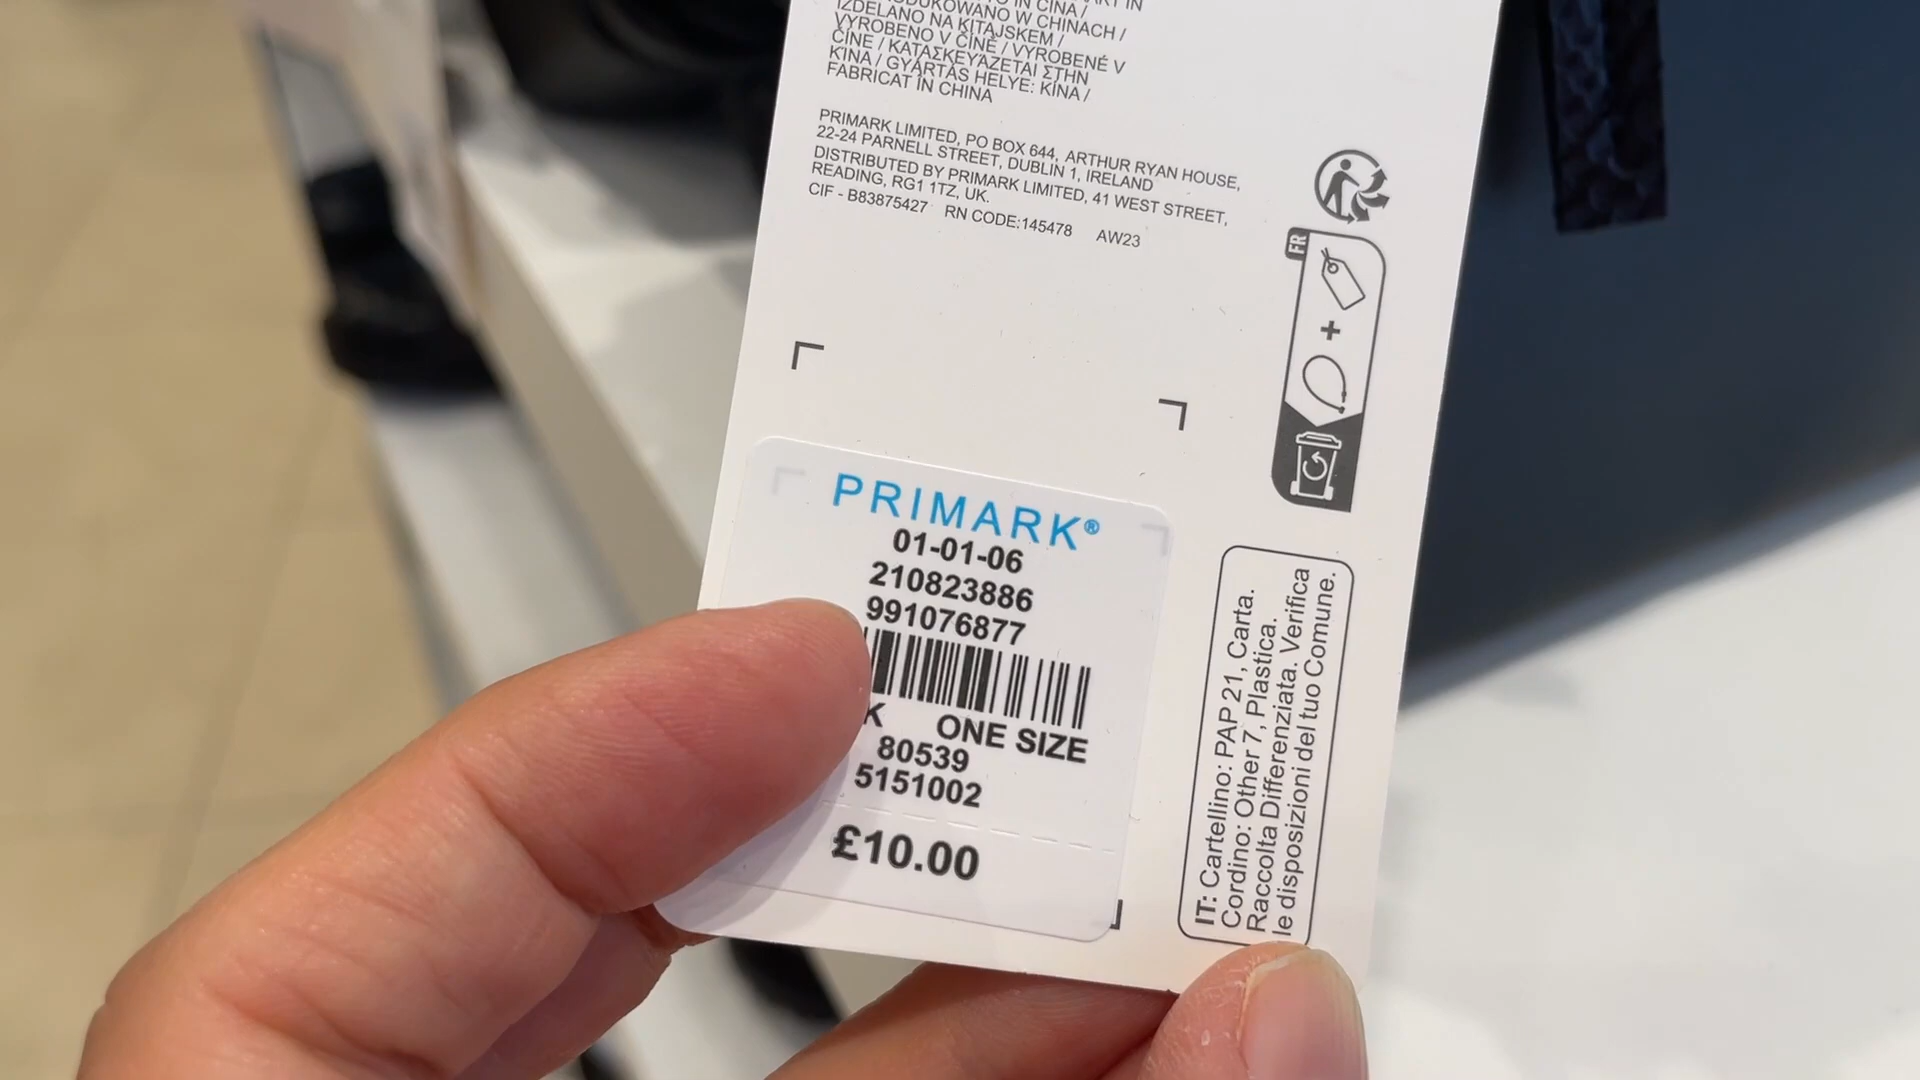 IN CINA /
DUKOWANO W CHINACH /
IZDELANO NA KITAJSKEM /
VYROBENO V ČÍNĚ / VYROBENÉ V
ČÍNE / ΚΑΤΑΣΚΕΥΑΖΕΤΑΙ ΣΤΗΝ
ΚΙΝΑ / GYÁRTÁS HELYE: KÍNA /
FABRICAT ÎN CHINA
PRIMARK LIMITED, PO BOX 644, ARTHUR RYAN HOUSE,
22-24 PARNELL STREET, DUBLIN 1, IRELAND
DISTRIBUTED BY PRIMARK LIMITED, 41 WEST STREET,
READING, RG1 1TZ, UK.
CIF - B83875427 RN CODE:145478 AW23
FR
PRIMARK®
01-01-06
210823886
991076877
K ONE SIZE
80539
5151002
£10.00
IT: Cartellino: PAP 21, Carta.
Cordino: Other 7, Plastica.
Raccolta Differenziata. Verifica
le disposizioni del tuo Comune.